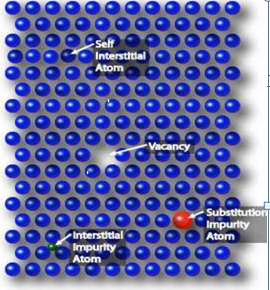 Self
Interstitial
Atom
Vacancy
Substitution
Impurity
Atom
Interstitial
Impurity
Atom